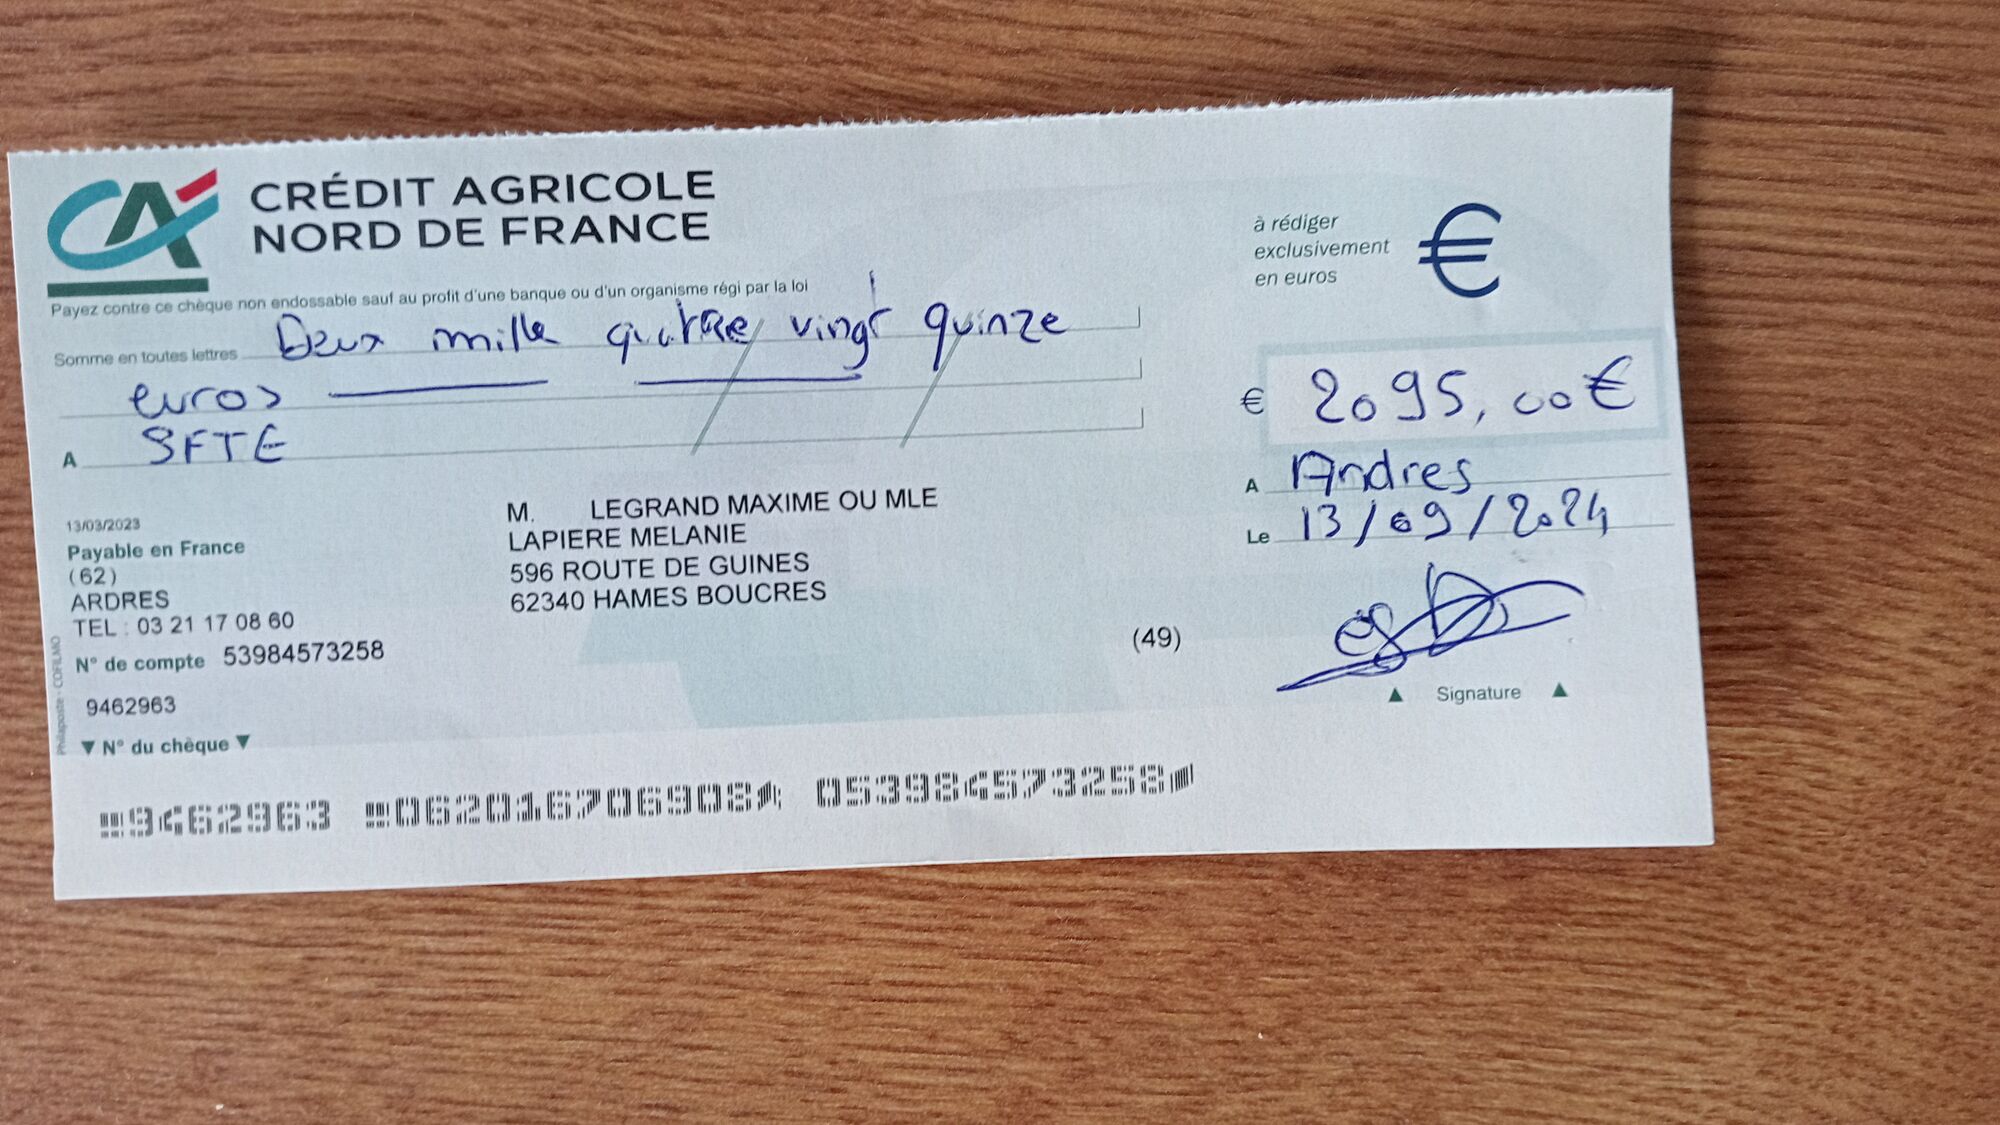 CRÉDIT AGRICOLE
NORD DE FRANCE
à rédiger
exclusivement
en euros
€
Payez contre ce chèque non endossable sauf au profit d'une banque ou d'un organisme régi par la loi
Somme en toutes lettres Deux mille quatre vingt quinze
euros
€ 2095,00€
A SFTE
A Andres
Le 13/09/2024
13/03/2023
Payable en France
(62)
ARDRES
TEL : 03 21 17 08 60
N° de compte 53984573258
M. LEGRAND MAXIME OU MLE
LAPIERE MELANIE
596 ROUTE DE GUINES
62340 HAMES BOUCRES
(49)
Signature
9462963
N° du chèque
Philaposte - COFILMO
9462963 062016706908 053984573258